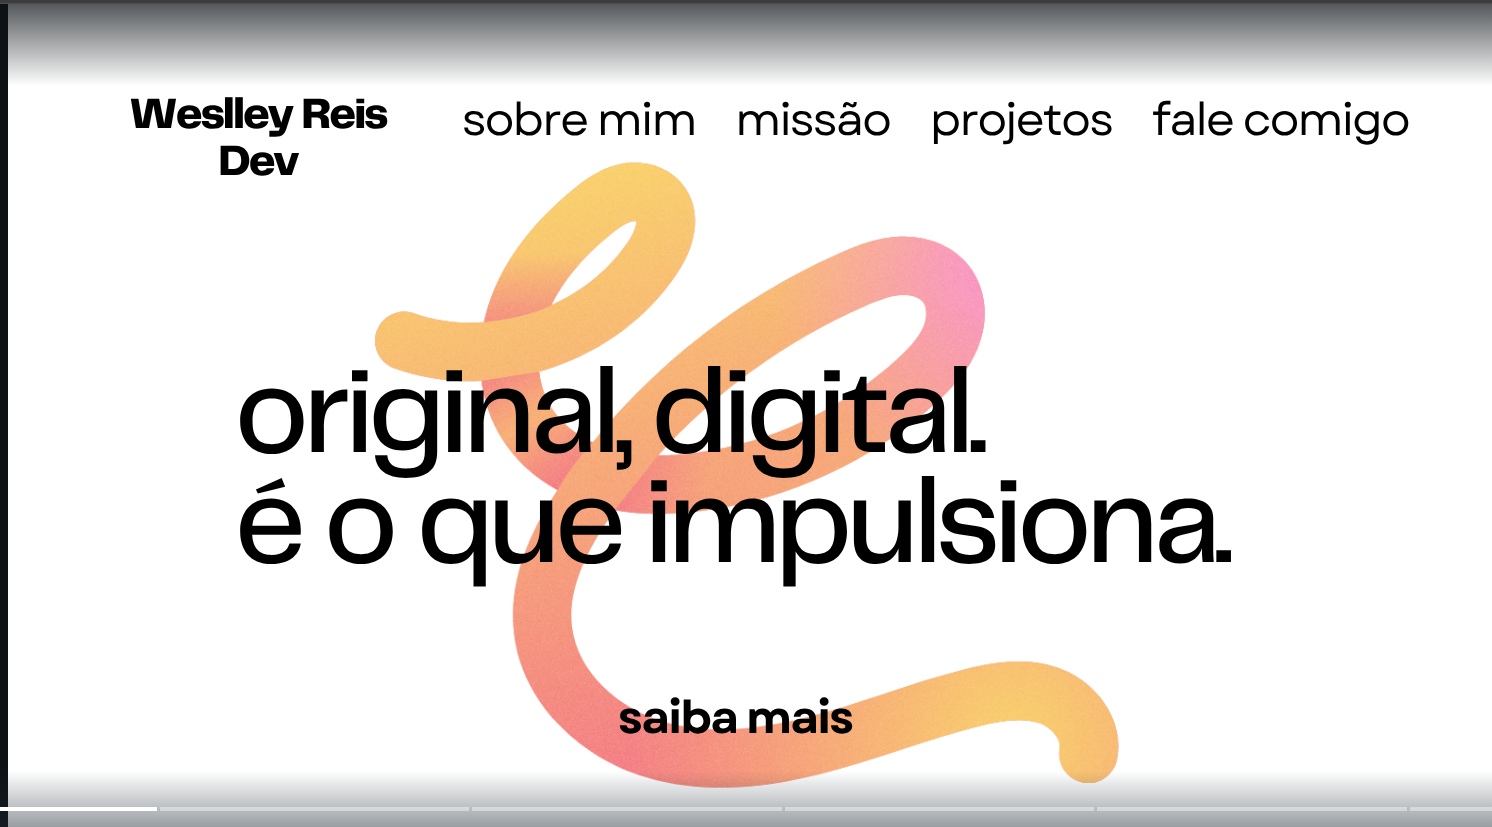 Weslley Reis
Dev
sobre mim missão projetos fale comigo
original, digital.
é o que impulsiona.
saiba mais